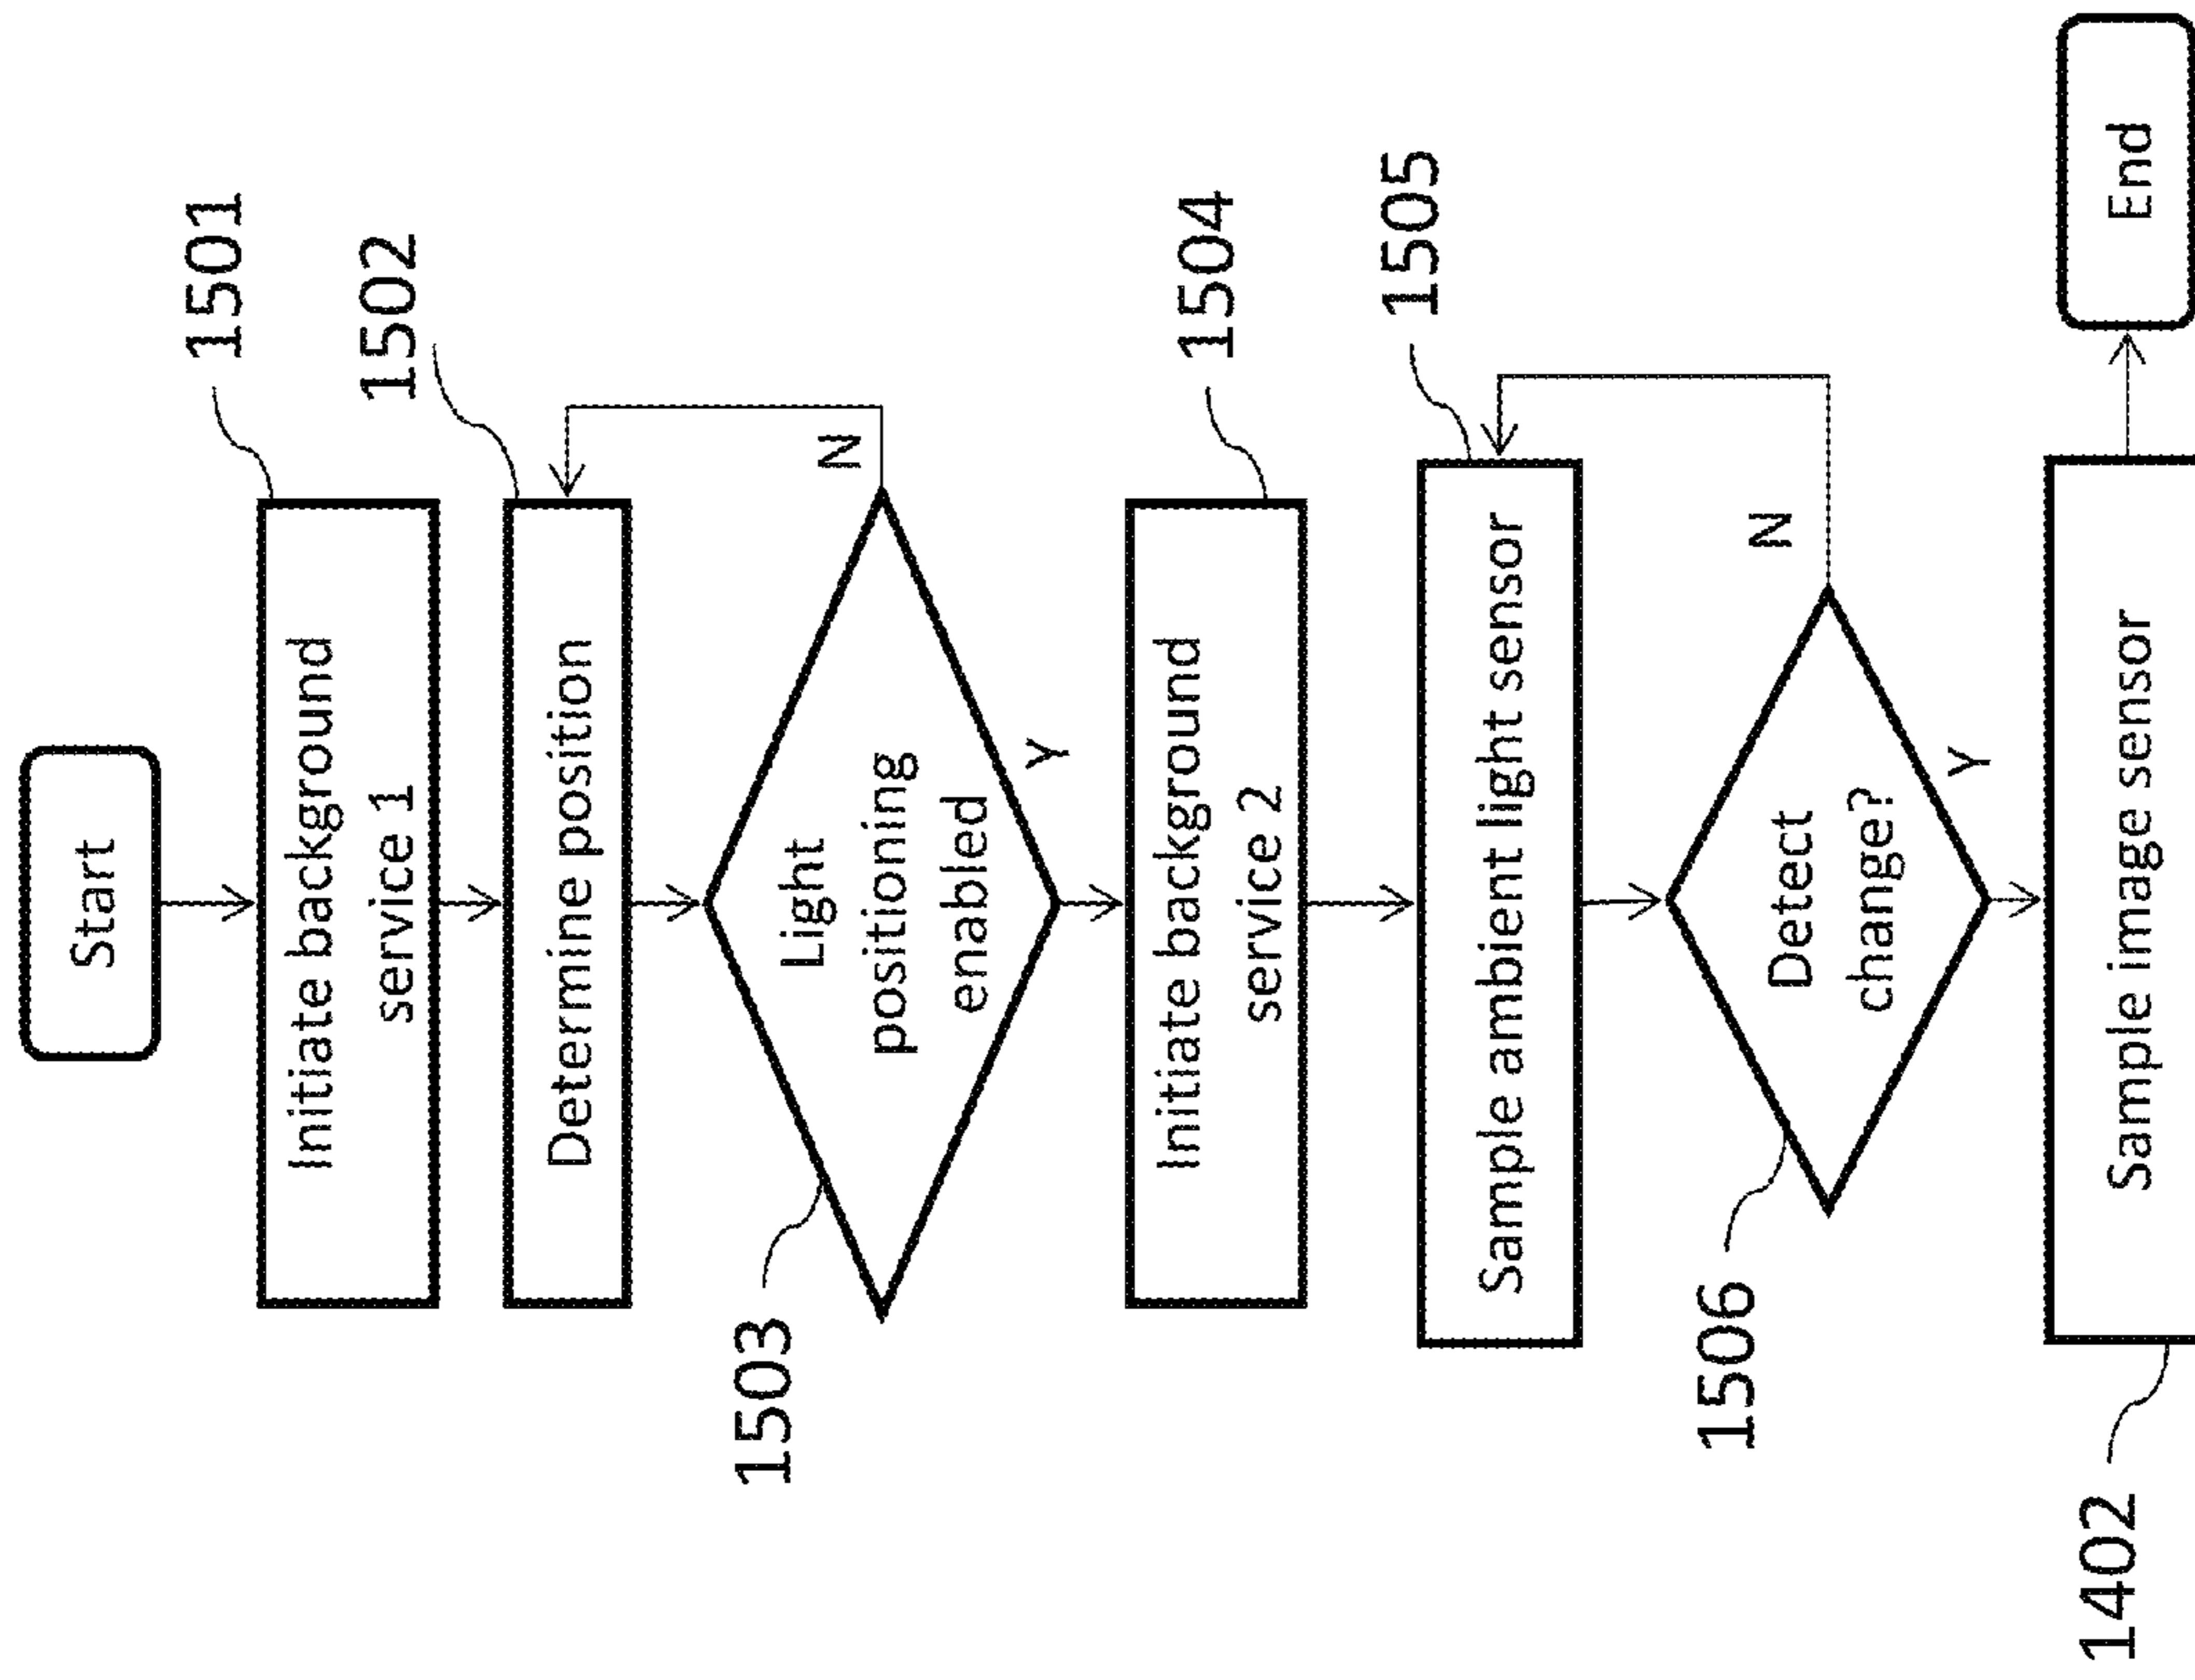 Start
1501
Initiate background
service 1
1502
Determine position
1503
Light
positioning
enabled
N
Y
1504
Initiate background
service 2
1505
Sample ambient light sensor
1506
Detect
change?
N
Y
1402
Sample image sensor
End